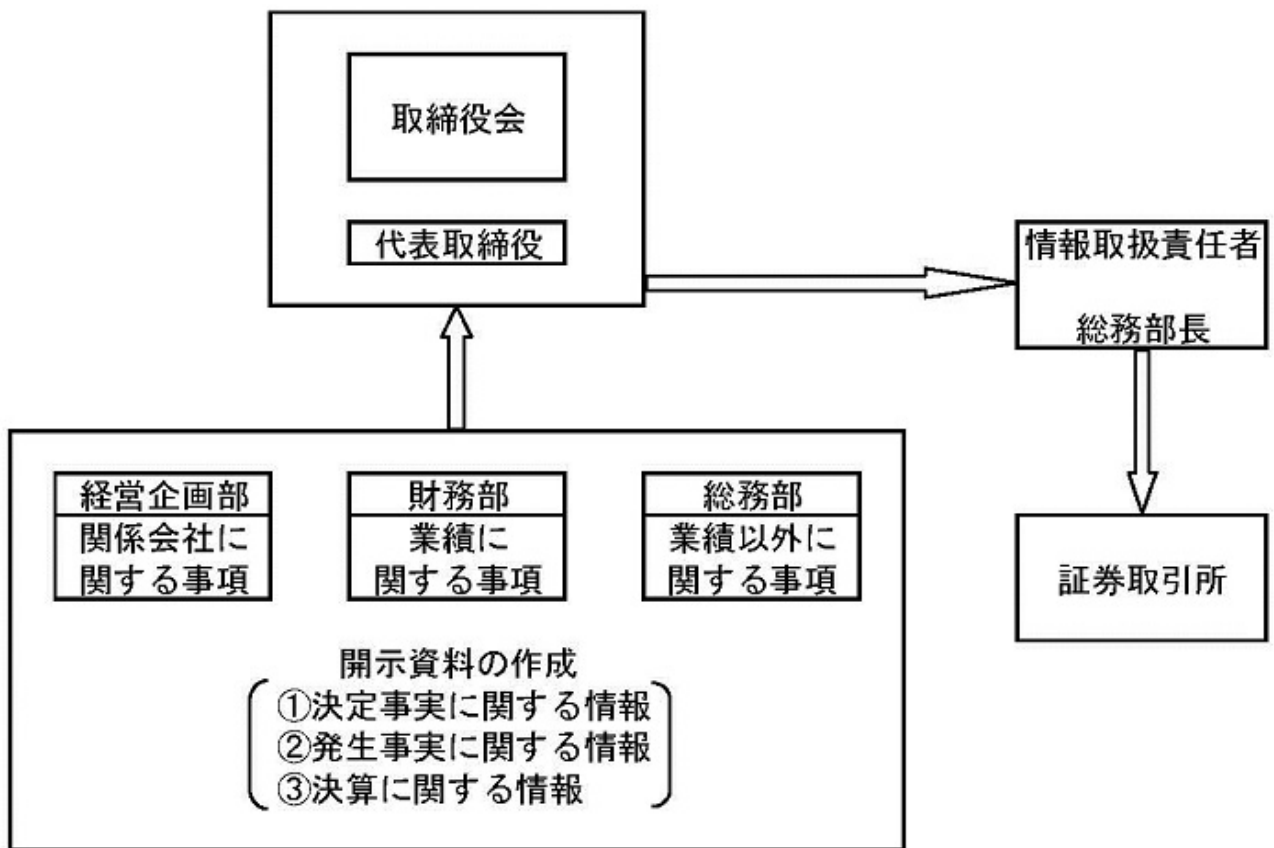 取締役会
代表取締役
情報取扱責任者
総務部長
証券取引所
経営企画部
関係会社に
関する事項
財務部
業績に
関する事項
総務部
業績以外に
関する事項
開示資料の作成
①決定事実に関する情報
②発生事実に関する情報
③決算に関する情報